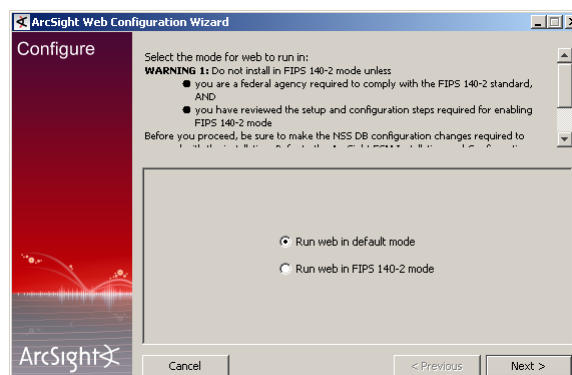 ArcSight Web Configuration Wizard
Configure
Select the mode for web to run in:
WARNING 1: Do not install in FIPS 140-2 mode unless
you are a federal agency required to comply with the FIPS 140-2 standard,
AND
you have reviewed the setup and configuration steps required for enabling
FIPS 140-2 mode
Before you proceed, be sure to make the NSS DB configuration changes required to
Run web in default mode
Run web in FIPS 140-2 mode
ArcSight
Cancel
< Previous
Next >